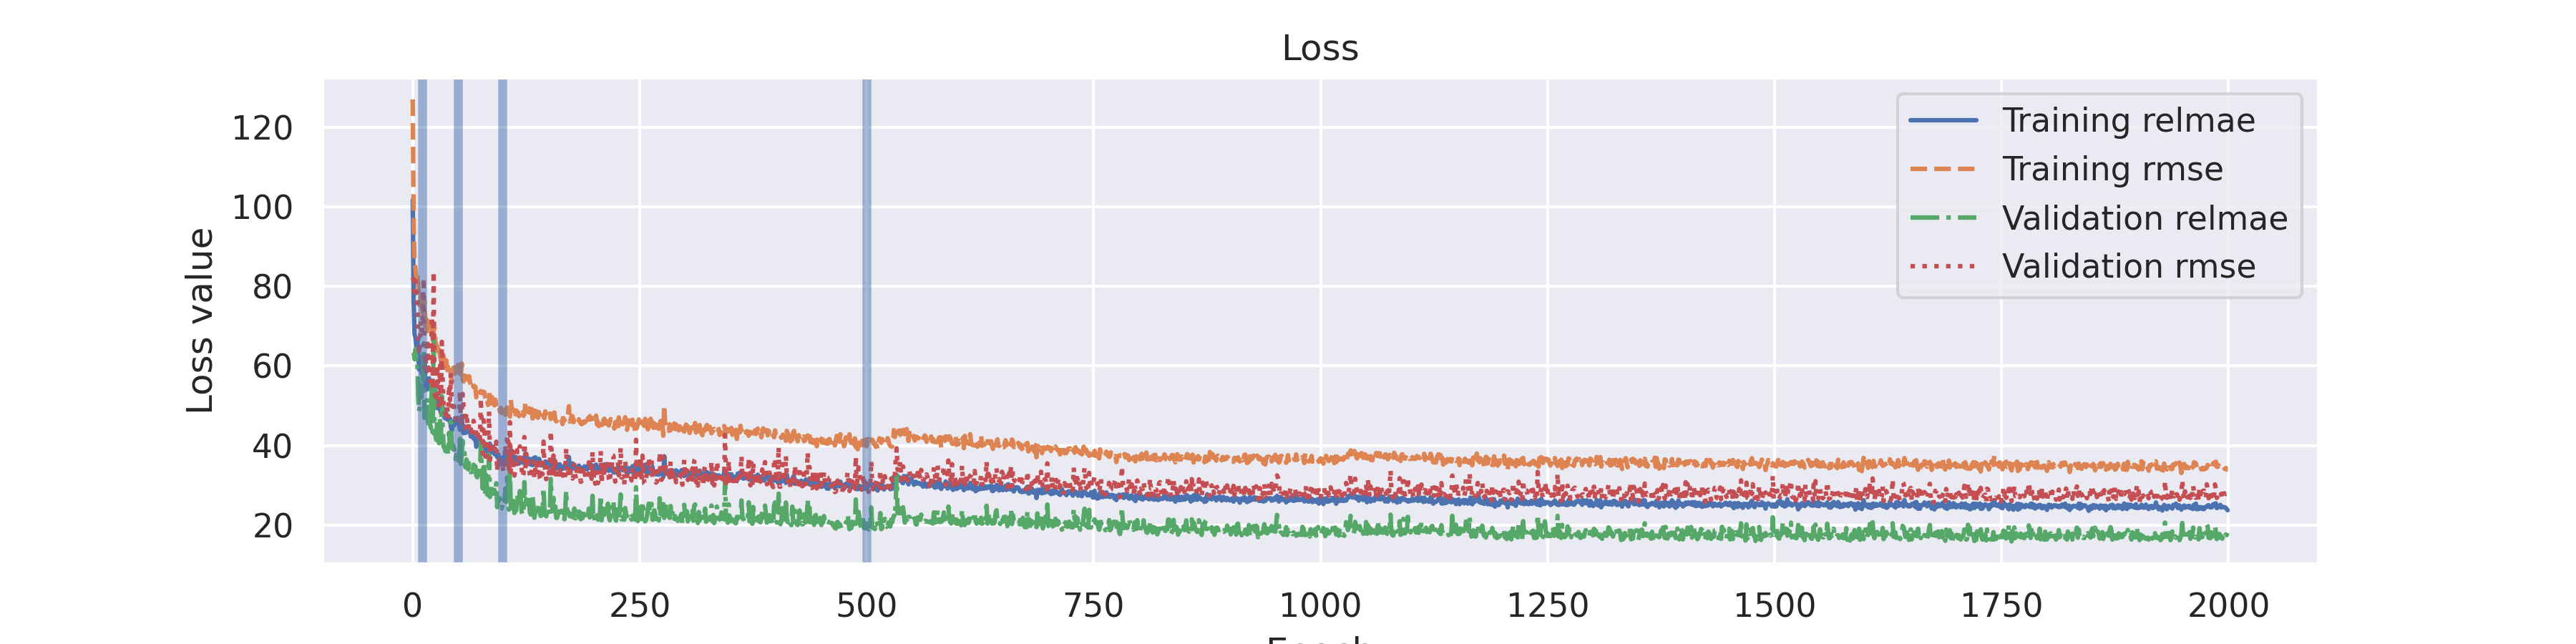 Loss
Loss value
120
100
80
60
40
20
0 250 500 750 1000 1250 1500 1750 2000
Training relmae
Training rmse
Validation relmae
Validation rmse